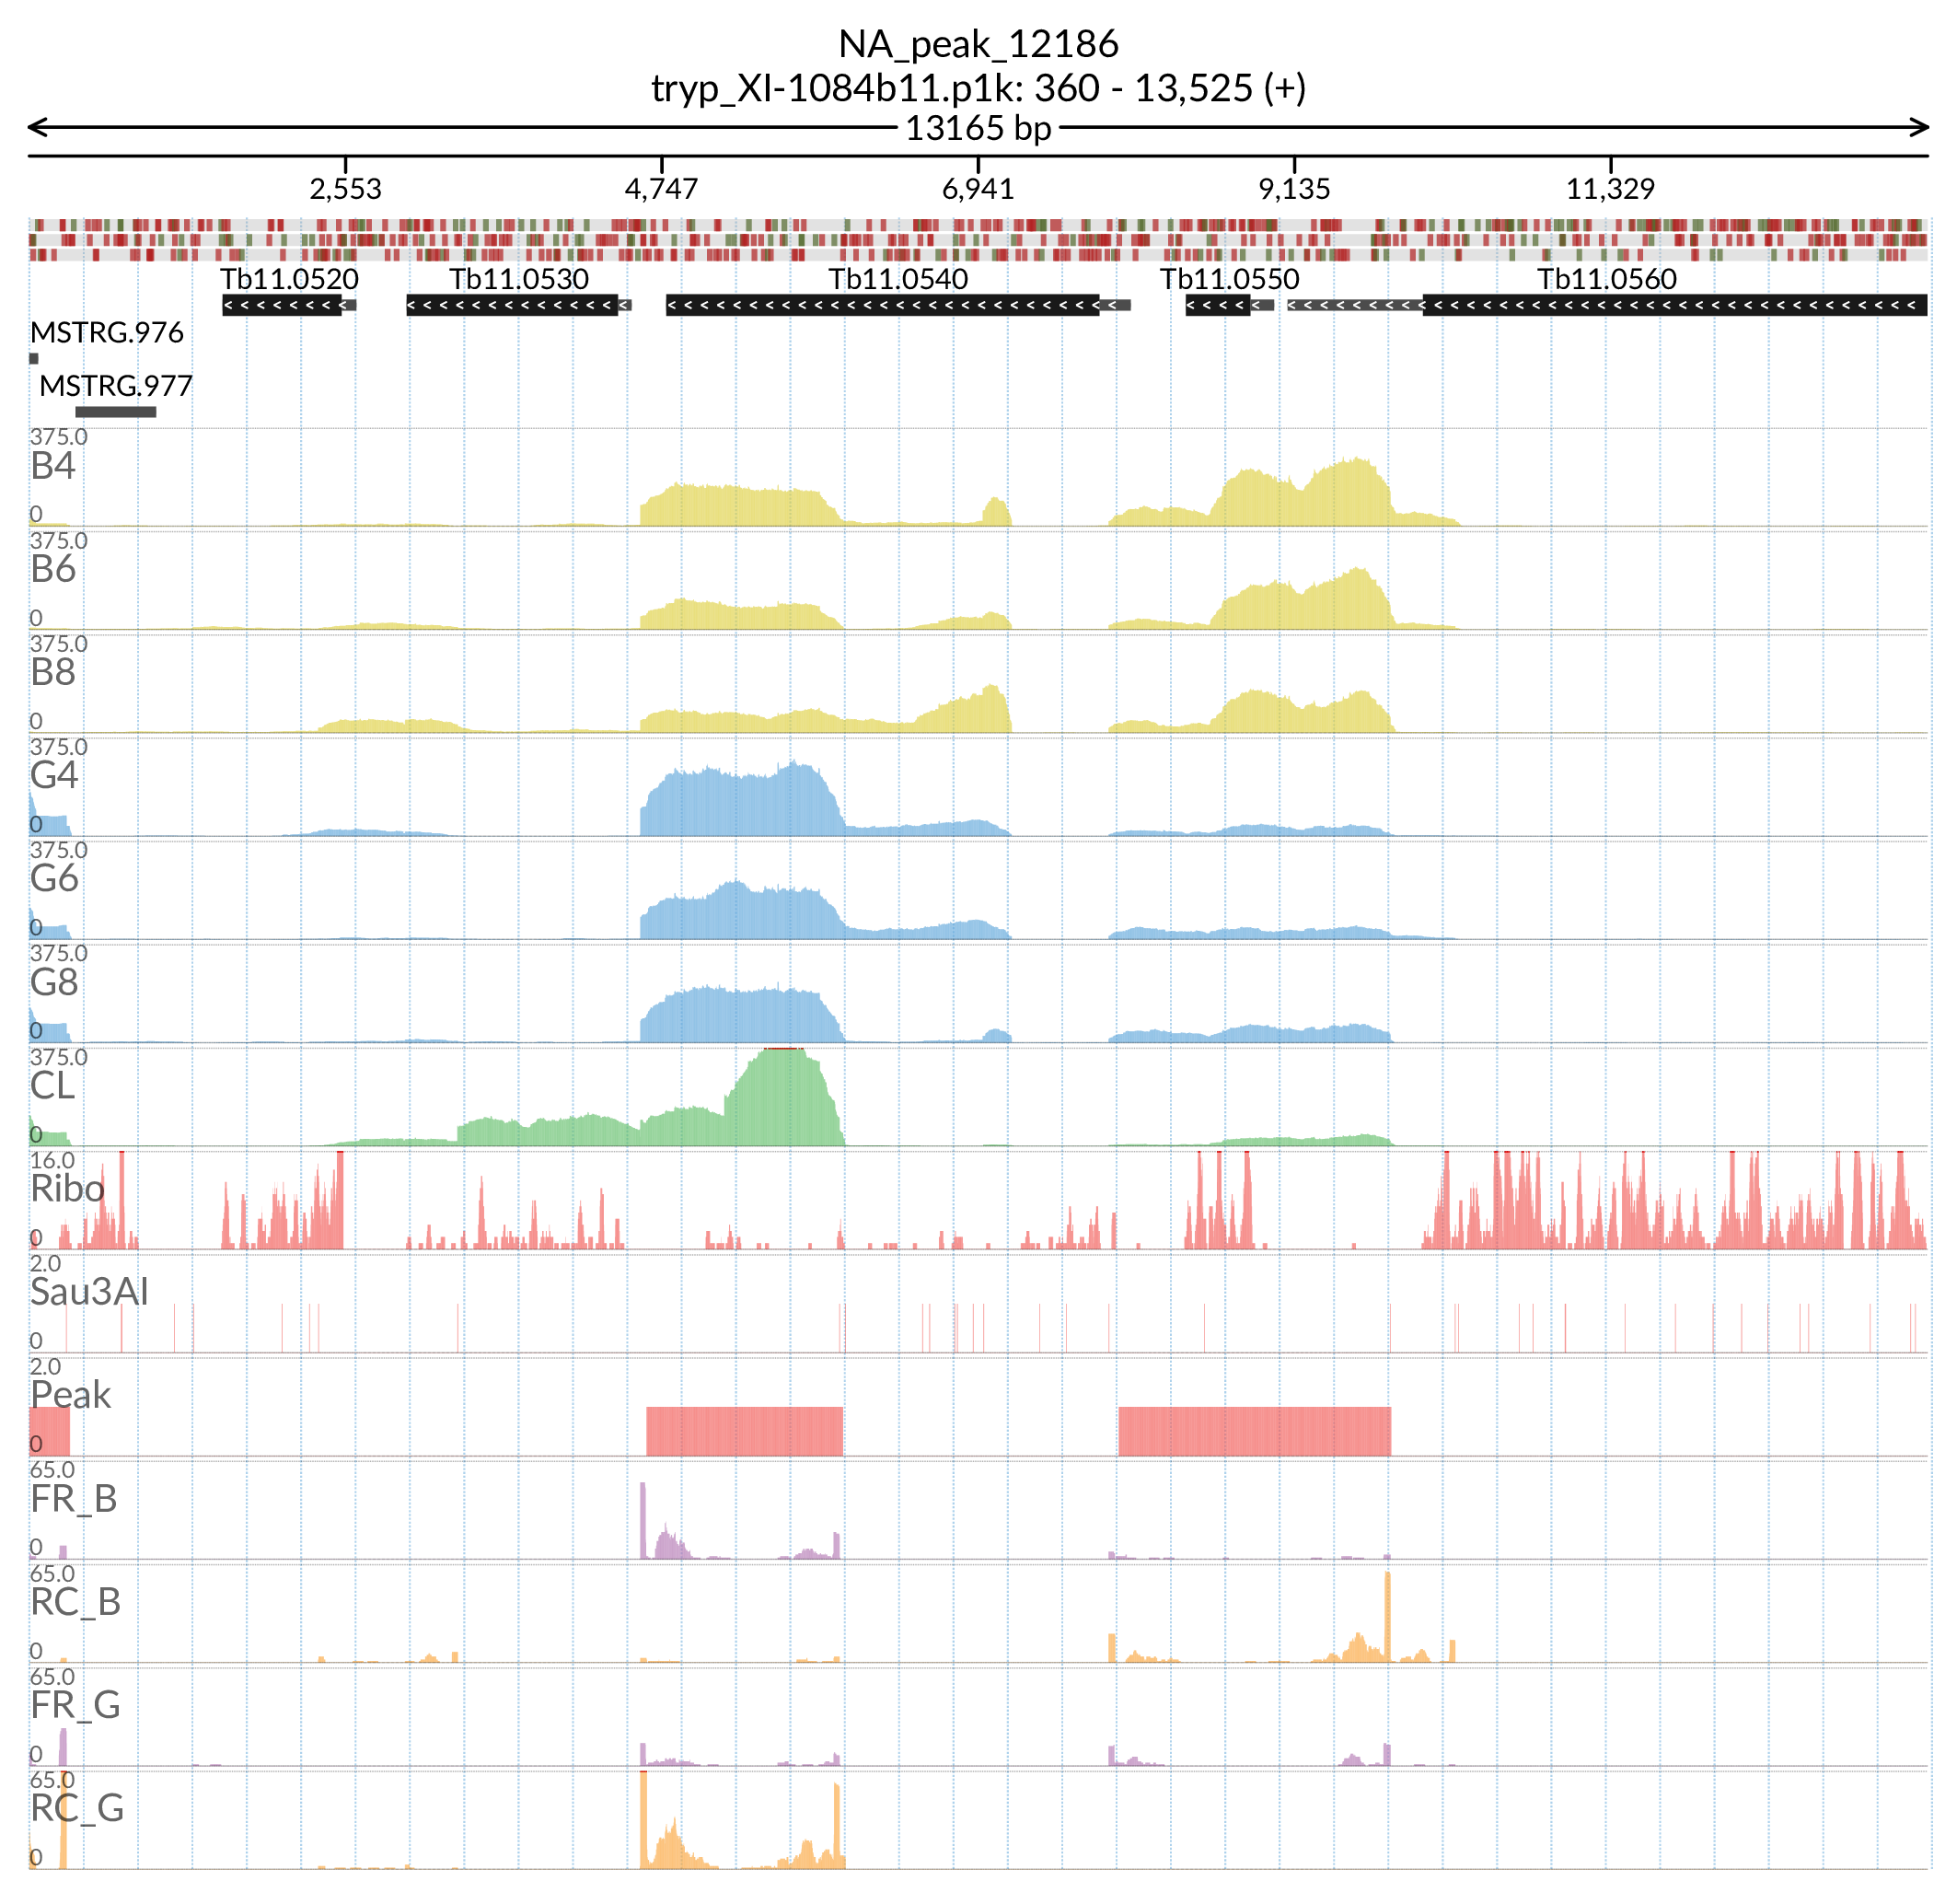 NA_peak_12186
tryp_XI-1084b11.p1k: 360 - 13,525 (+)
13165 bp
2,553 4,747 6,941 9,135 11,329
Tb11.0520 Tb11.0530 Tb11.0540 Tb11.0550 Tb11.0560
MSTRG.976
MSTRG.977
375.0
B4
0
375.0
B6
0
375.0
B8
0
375.0
G4
0
375.0
G6
0
375.0
G8
0
375.0
CL
0
16.0
Ribo
0
2.0
Sau3AI
0
2.0
Peak
0
65.0
FR_B
0
65.0
RC_B
0
65.0
FR_G
0
65.0
RC_G
0